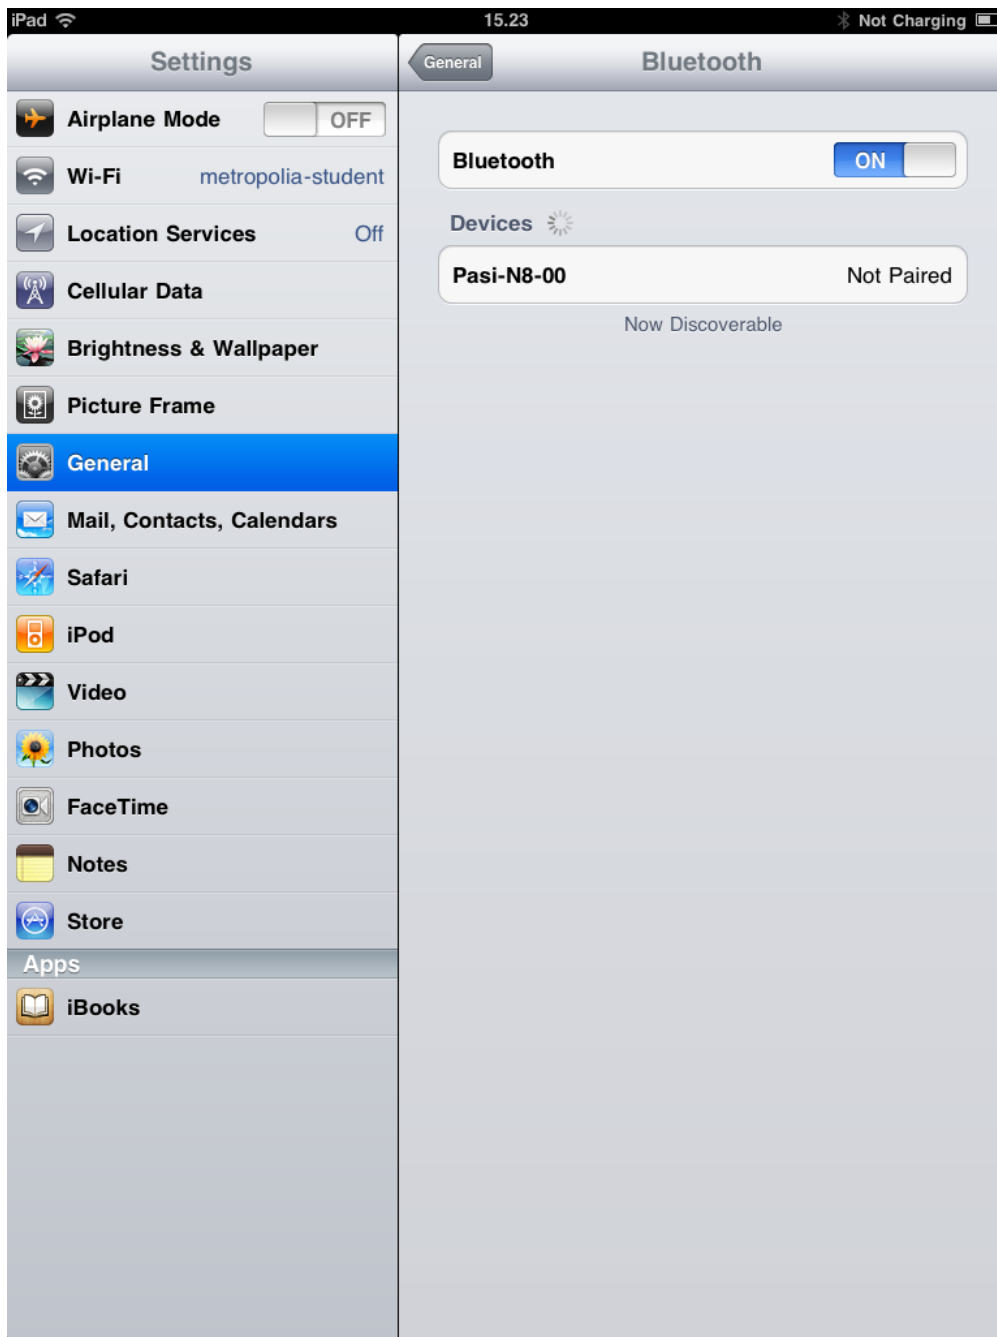 iPad 15.23 Not Charging
Settings
Airplane Mode OFF
Wi-Fi metropolia-student
Location Services Off
Cellular Data
Brightness & Wallpaper
Picture Frame
General
Mail, Contacts, Calendars
Safari
iPod
Video
Photos
FaceTime
Notes
Store
Apps
iBooks
General Bluetooth
Bluetooth ON
Devices
Pasi-N8-00 Not Paired
Now Discoverable